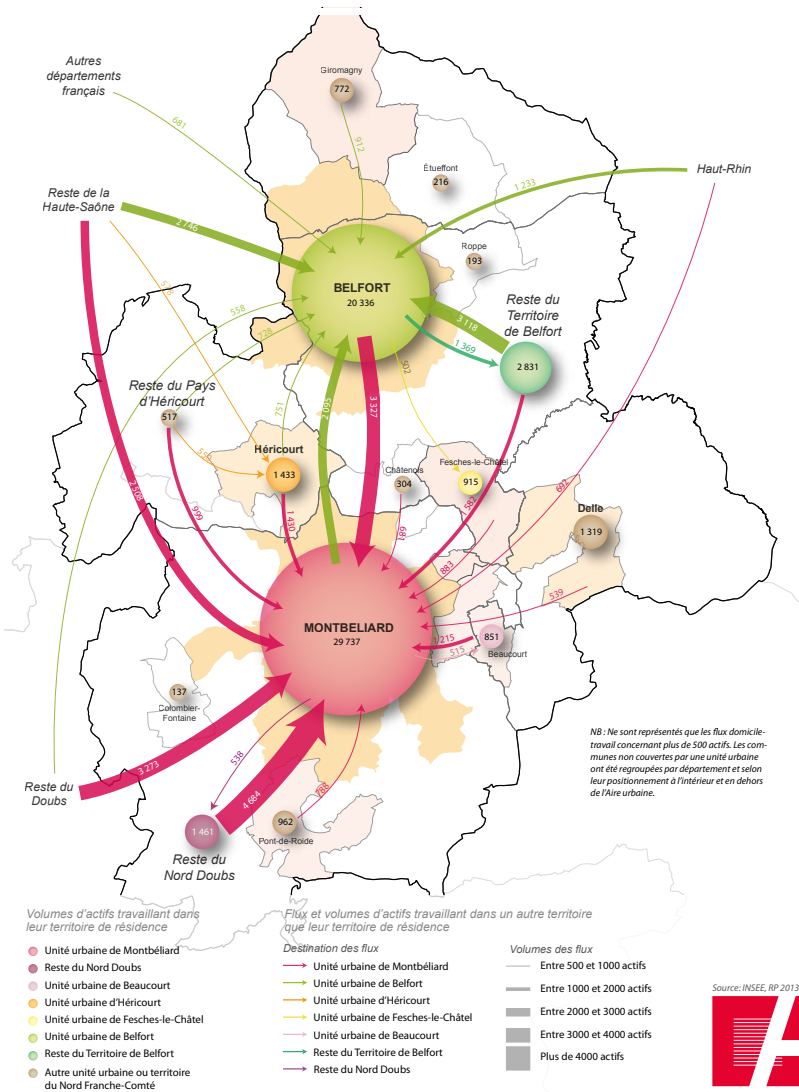 Autres
départements
français
Giromagny
772
681
912
Étueffont
216
Haut-Rhin
1 233
Reste de la
Haute-Saône
2 746
Roppe
193
BELFORT
20 336
Reste du
Territoire
de Belfort
3 118
1 369
2 831
558
728
502
Reste du Pays
d'Héricourt
517
751
2 095
3 327
Héricourt
1 433
Châtenois
304
Fesches-le-Châtel
915
692
2 508
999
1 430
681
1 582
Delle
1 319
883
539
MONTBELIARD
29 737
1 215
851
515
Beaucourt
137
Colombier-
Fontaine
NB : Ne sont représentés que les flux domicile-
travail concernant plus de 500 actifs. Les com-
munes non couvertes par une unité urbaine
ont été regroupées par département et selon
leur positionnement à l'intérieur et en dehors
de l'Aire urbaine.
Reste du
Doubs
3 273
538
4 684
788
1 461
962
Pont-de-Roide
Reste du
Nord Doubs
Volumes d'actifs travaillant dans
leur territoire de résidence
Unité urbaine de Montbéliard
Reste du Nord Doubs
Unité urbaine de Beaucourt
Unité urbaine d'Héricourt
Unité urbaine de Fesches-le-Châtel
Unité urbaine de Belfort
Reste du Territoire de Belfort
Autre unité urbaine ou territoire
du Nord Franche-Comté
Flux et volumes d'actifs travaillant dans un autre territoire
que leur territoire de résidence
Destination des flux
Unité urbaine de Montbéliard
Unité urbaine de Belfort
Unité urbaine d'Héricourt
Unité urbaine de Fesches-le-Châtel
Unité urbaine de Beaucourt
Reste du Territoire de Belfort
Reste du Nord Doubs
Volumes des flux
Entre 500 et 1000 actifs
Entre 1000 et 2000 actifs
Entre 2000 et 3000 actifs
Entre 3000 et 4000 actifs
Plus de 4000 actifs
Source: INSEE, RP 2013